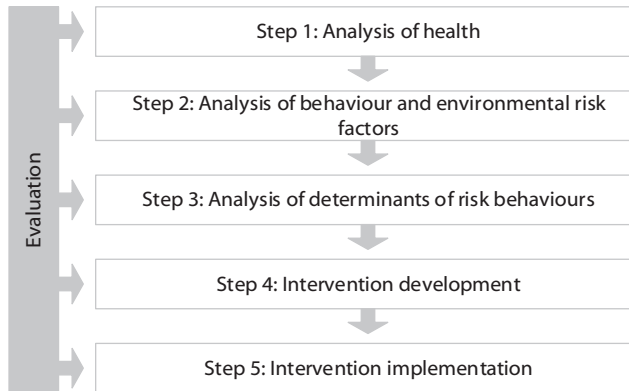 Evaluation
Step 1: Analysis of health
Step 2: Analysis of behaviour and environmental risk
factors
Step 3: Analysis of determinants of risk behaviours
Step 4: Intervention development
Step 5: Intervention implementation